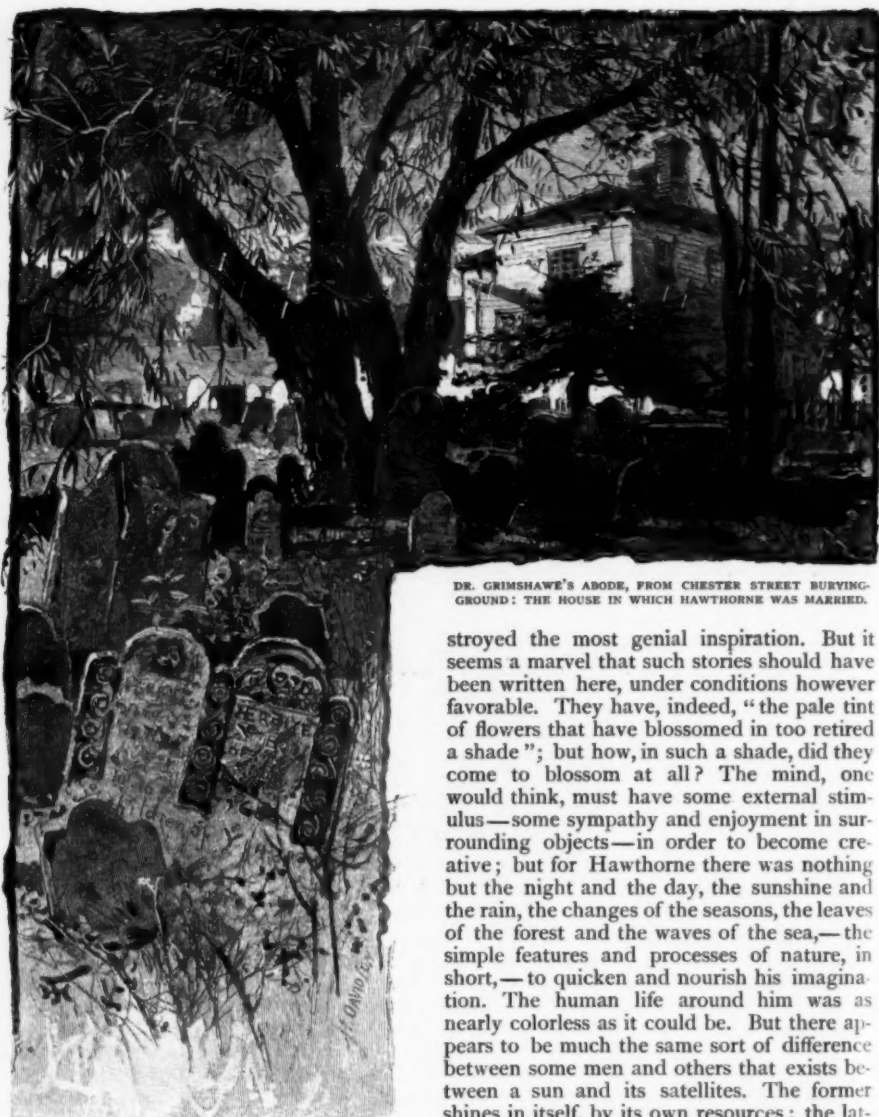 DR. GRIMSHAWE'S ABODE, FROM CHESTER STREET BURYING-
GROUND: THE HOUSE IN WHICH HAWTHORNE WAS MARRIED.
stroyed the most genial inspiration. But it
seems a marvel that such stories should have
been written here, under conditions however
favorable. They have, indeed, “ the pale tint
of flowers that have blossomed in too retired
a shade ”; but how, in such a shade, did they
come to blossom at all? The mind, one
would think, must have some external stim-
ulus—some sympathy and enjoyment in sur-
rounding objects—in order to become cre-
ative; but for Hawthorne there was nothing
but the night and the day, the sunshine and
the rain, the changes of the seasons, the leaves
of the forest and the waves of the sea,—the
simple features and processes of nature, in
short,—to quicken and nourish his imagina-
tion. The human life around him was as
nearly colorless as it could be. But there ap-
pears to be much the same sort of difference
between some men and others that exists be-
tween a sun and its satellites. The former
shines in itself, by its own resources; the lat-